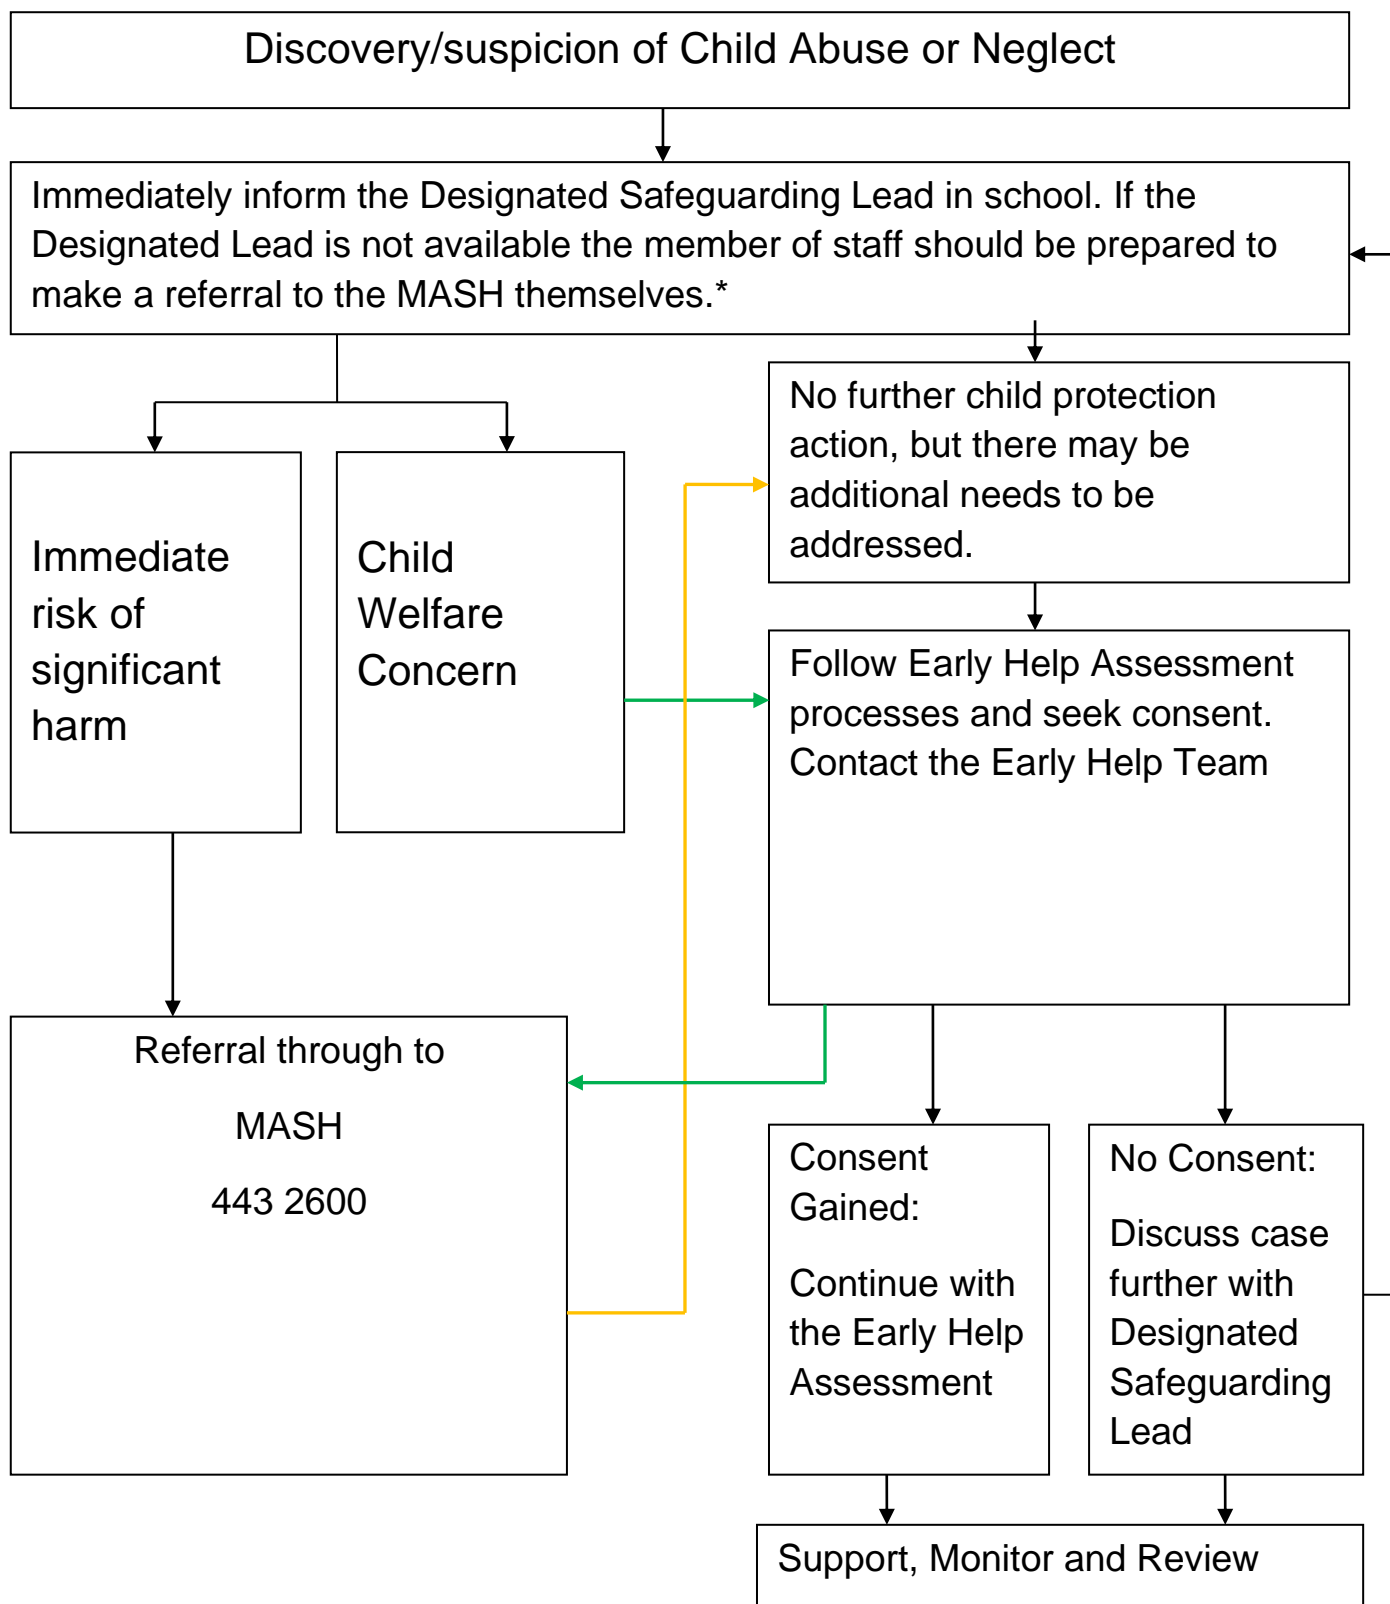 Discovery/suspicion of Child Abuse or Neglect
Immediately inform the Designated Safeguarding Lead in school. If the
Designated Lead is not available the member of staff should be prepared to
make a referral to the MASH themselves.*
No further child protection
action, but there may be
additional needs to be
addressed.
Immediate
risk of
significant
harm
Child
Welfare
Concern
Follow Early Help Assessment
processes and seek consent.
Contact the Early Help Team
Referral through to
MASH
443 2600
Consent
Gained:
Continue with
the Early Help
Assessment
No Consent:
Discuss case
further with
Designated
Safeguarding
Lead
Support, Monitor and Review